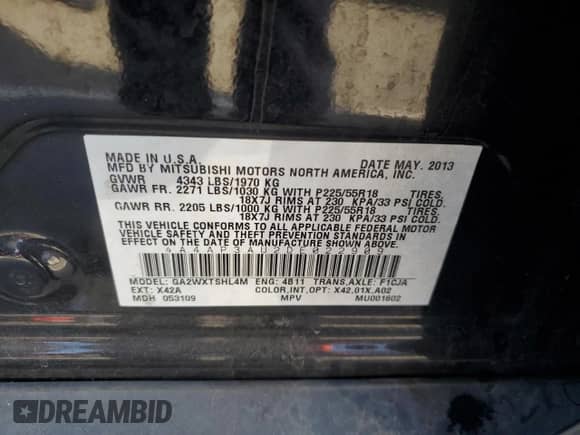 MADE IN U.S.A. DATE MAY. 2013
MFD BY MITSUBISHI MOTORS NORTH AMERICA, INC.
GVWR 4343 LBS/1970 KG
GAWR FR. 2271 LBS/1030 KG WITH P225/55R18 TIRES,
18X7J RIMS AT 230 KPA/33 PSI COLD.
GAWR RR. 2205 LBS/1000 KG WITH P225/55R18 TIRES,
18X7J RIMS AT 230 KPA/33 PSI COLD.
THIS VEHICLE CONFORMS TO ALL APPLICABLE FEDERAL MOTOR
VEHICLE SAFETY AND THEFT PREVENTION STANDARDS IN
EFFECT ON THE DATE OF MANUFACTURE SHOWN ABOVE.
4A4AP3AU2DE022909
MODEL: GA2WXTSHL4M ENG: 4B11 TRANS,AXLE: F1CJA
EXT: X42A COLOR,INT,OPT: X42,01X,A02
MDH 053109 MPV MU001602
DREAMBID